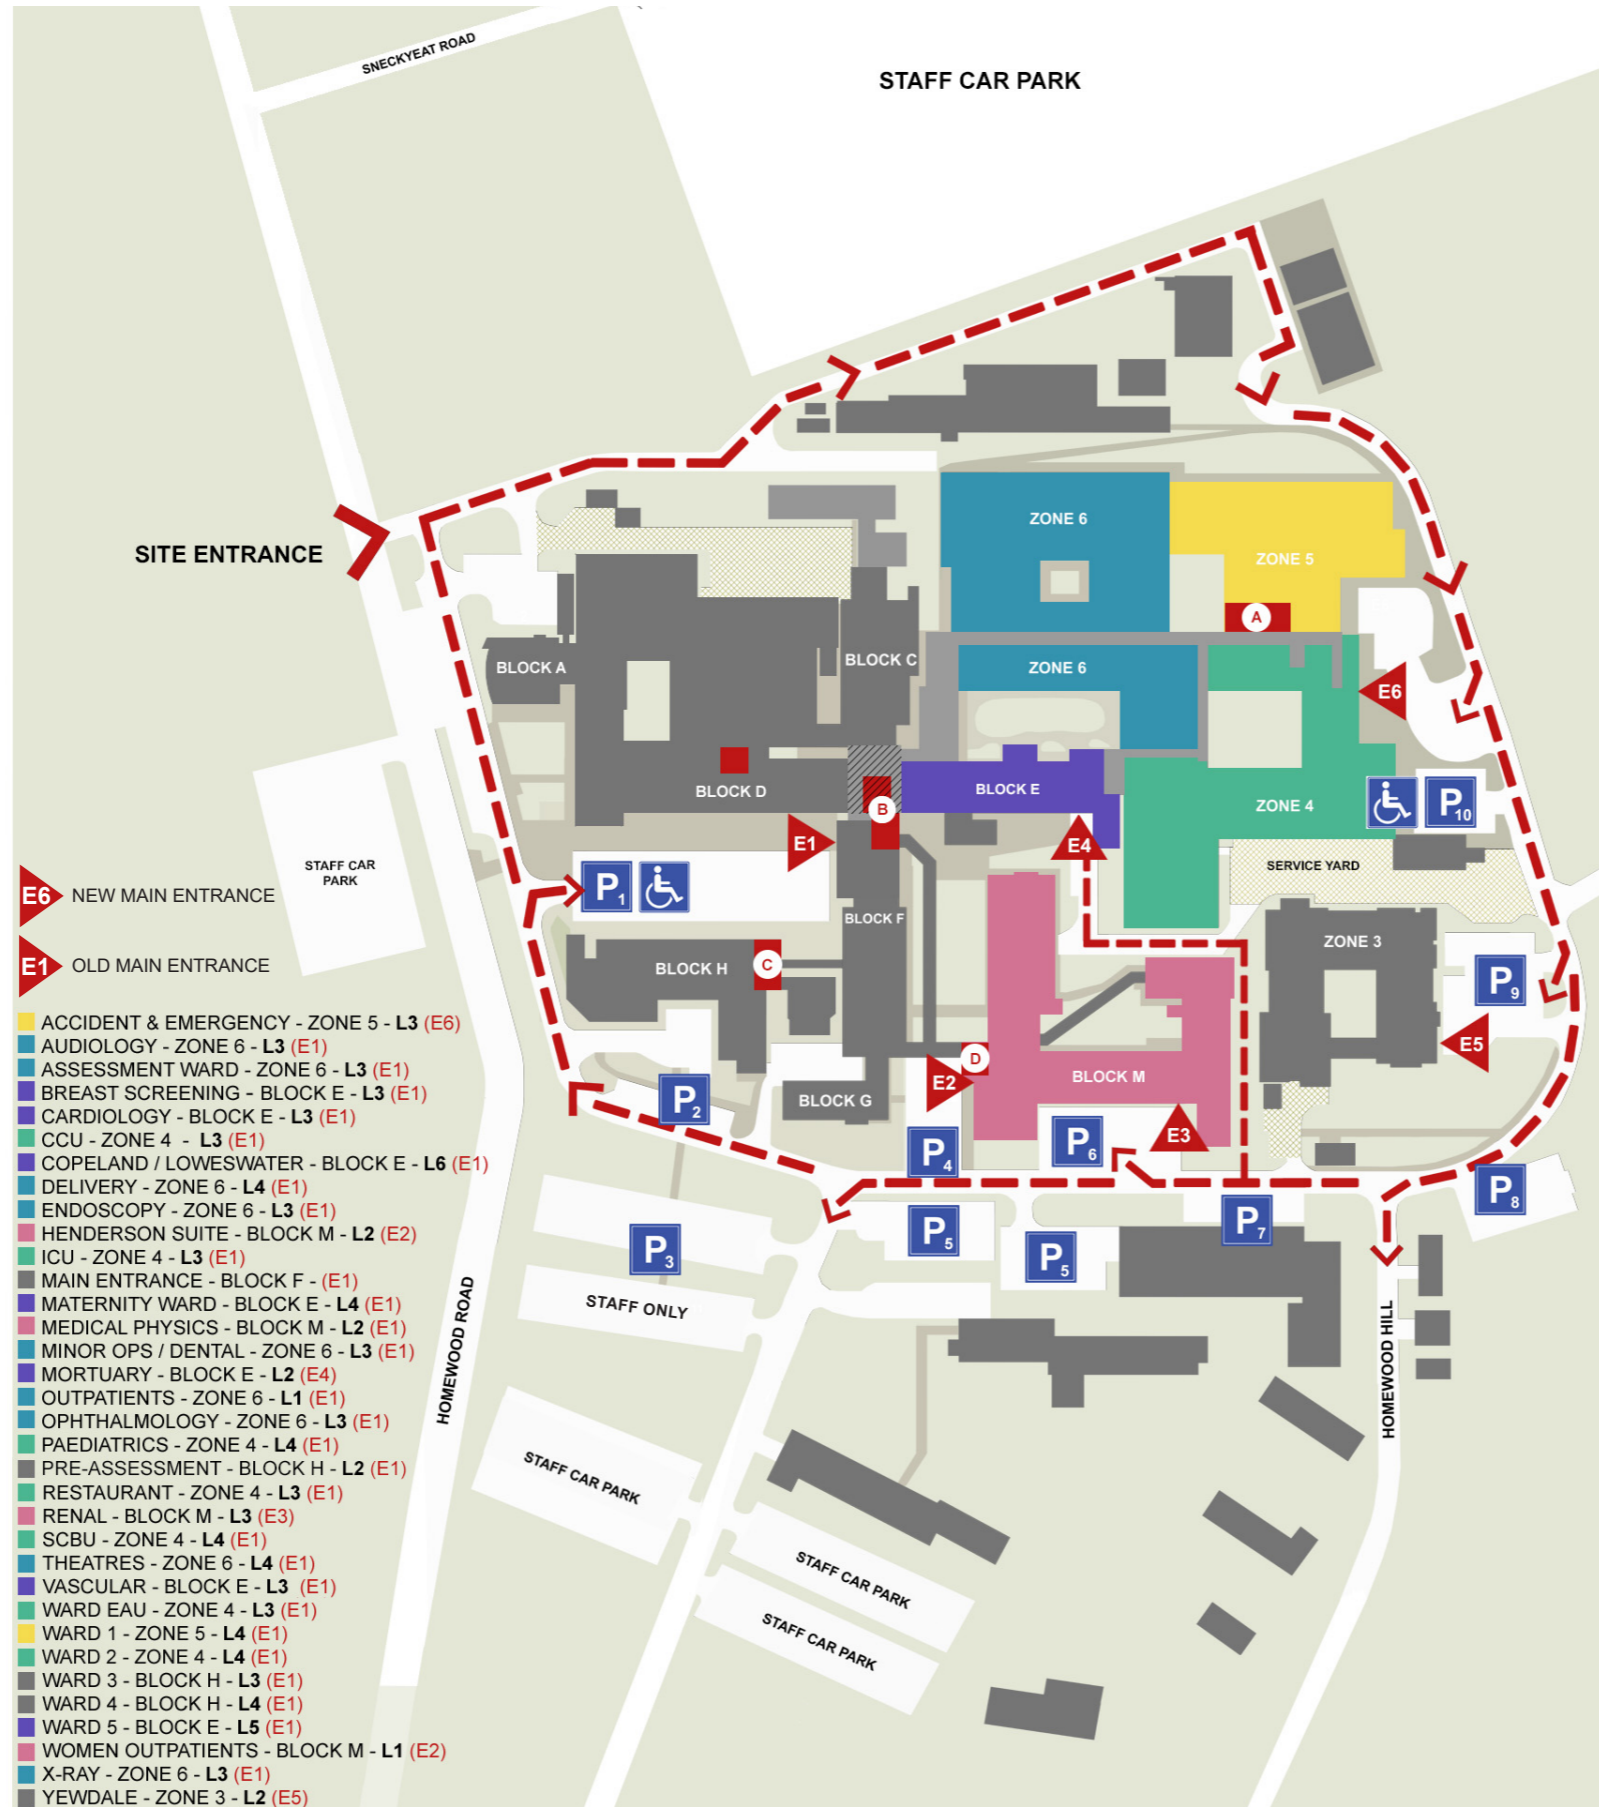 SNECKYEAT ROAD
STAFF CAR PARK
SITE ENTRANCE
ZONE 6
ZONE 5
A
BLOCK A
BLOCK C
ZONE 6
E6
BLOCK D
B
BLOCK E
ZONE 4
P10
E1
E4
STAFF CAR
PARK
SERVICE YARD
P1
E6 NEW MAIN ENTRANCE
BLOCK F
ZONE 3
E1 OLD MAIN ENTRANCE
BLOCK H
C
P9
E5
D
E2
BLOCK M
P2
BLOCK G
E3
P4
P6
P8
P3
P5
P5
P7
STAFF ONLY
HOMEWOOD ROAD
HOMEWOOD HILL
STAFF CAR PARK
STAFF CAR PARK
STAFF CAR PARK
ACCIDENT & EMERGENCY - ZONE 5 - L3 (E6)
AUDIOLOGY - ZONE 6 - L3 (E1)
ASSESSMENT WARD - ZONE 6 - L3 (E1)
BREAST SCREENING - BLOCK E - L3 (E1)
CARDIOLOGY - BLOCK E - L3 (E1)
CCU - ZONE 4 - L3 (E1)
COPELAND / LOWESWATER - BLOCK E - L6 (E1)
DELIVERY - ZONE 6 - L4 (E1)
ENDOSCOPY - ZONE 6 - L3 (E1)
HENDERSON SUITE - BLOCK M - L2 (E2)
ICU - ZONE 4 - L3 (E1)
MAIN ENTRANCE - BLOCK F - (E1)
MATERNITY WARD - BLOCK E - L4 (E1)
MEDICAL PHYSICS - BLOCK M - L2 (E1)
MINOR OPS / DENTAL - ZONE 6 - L3 (E1)
MORTUARY - BLOCK E - L2 (E4)
OUTPATIENTS - ZONE 6 - L1 (E1)
OPHTHALMOLOGY - ZONE 6 - L3 (E1)
PAEDIATRICS - ZONE 4 - L4 (E1)
PRE-ASSESSMENT - BLOCK H - L2 (E1)
RESTAURANT - ZONE 4 - L3 (E1)
RENAL - BLOCK M - L3 (E3)
SCBU - ZONE 4 - L4 (E1)
THEATRES - ZONE 6 - L4 (E1)
VASCULAR - BLOCK E - L3 (E1)
WARD EAU - ZONE 4 - L3 (E1)
WARD 1 - ZONE 5 - L4 (E1)
WARD 2 - ZONE 4 - L4 (E1)
WARD 3 - BLOCK H - L3 (E1)
WARD 4 - BLOCK H - L4 (E1)
WARD 5 - BLOCK E - L5 (E1)
WOMEN OUTPATIENTS - BLOCK M - L1 (E2)
X-RAY - ZONE 6 - L3 (E1)
YEWDALE - ZONE 3 - L2 (E5)